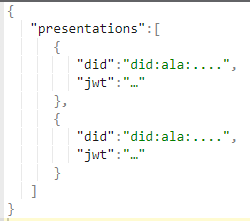 {
"presentations":[
{
"did":"did:ala:....",
"jwt":"…"
},
{
"did":"did:ala:....",
"jwt":"…"
}
]
}